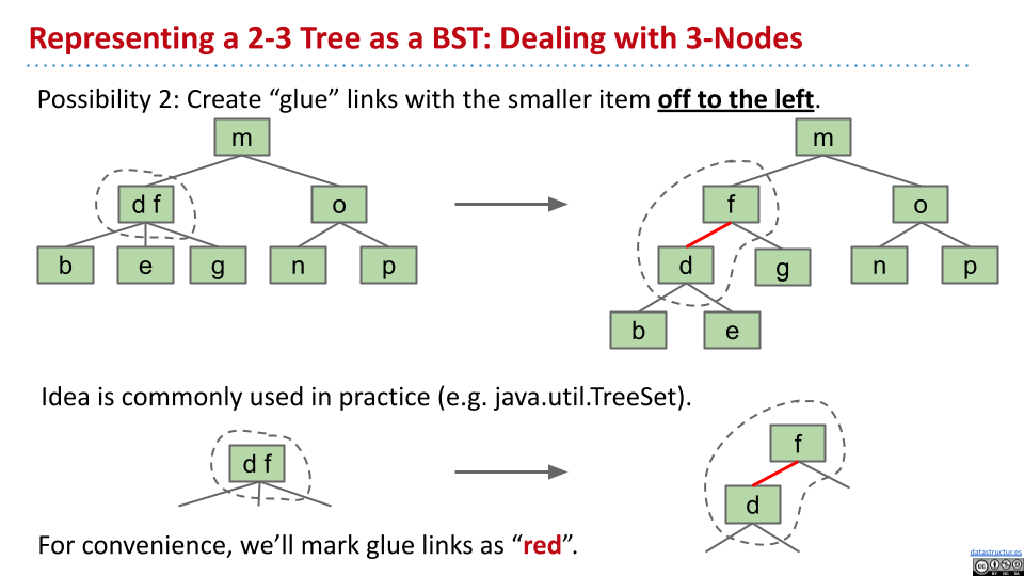 Representing a 2-3 Tree as a BST: Dealing with 3-Nodes
Possibility 2: Create “glue” links with the smaller item off to the left.
m
m
d f
o
f
o
b
e
g
n
p
d
g
n
p
b
e
Idea is commonly used in practice (e.g. java.util.TreeSet).
d f
f
d
For convenience, we’ll mark glue links as “red”.
datastructur.es